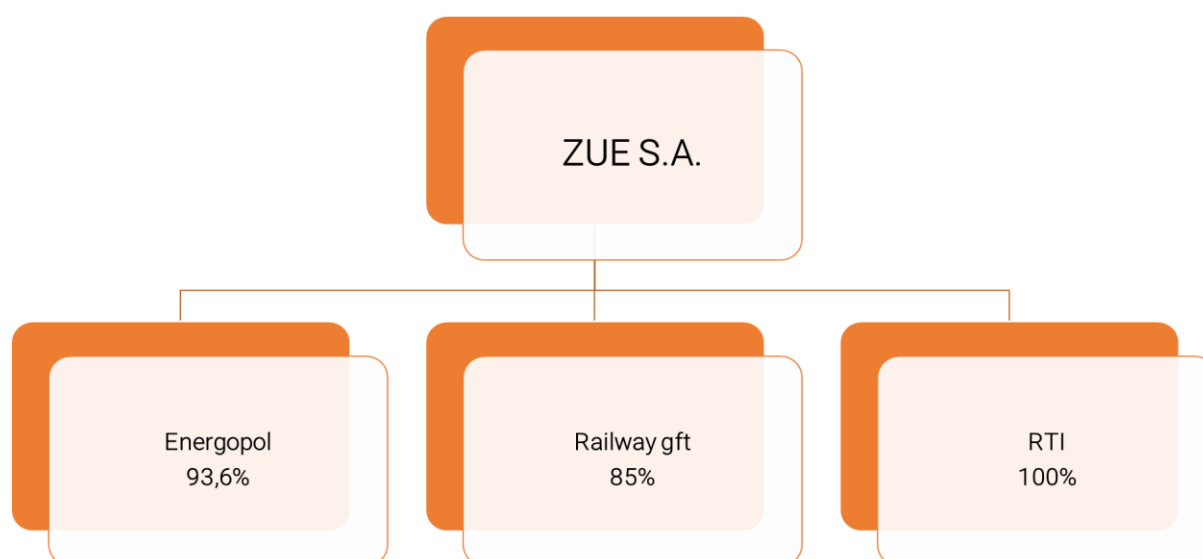 ZUE S.A.
Energopol
93,6%
Railway gft
85%
RTI
100%